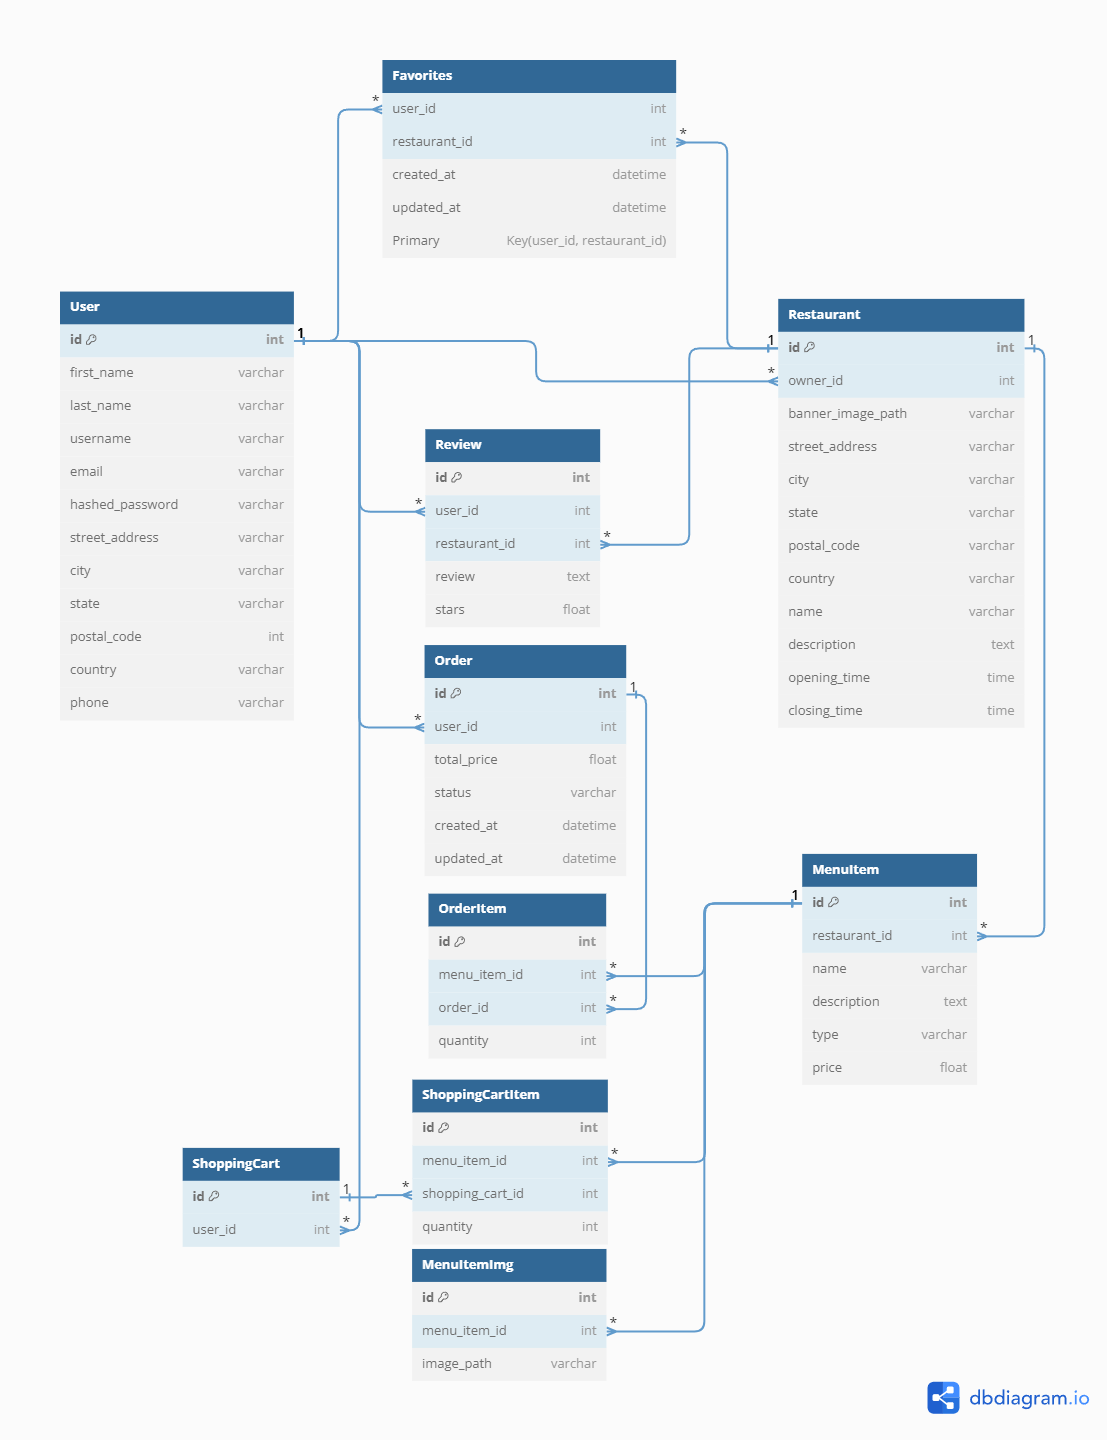 Favorites
* user_id int
restaurant_id int *
created_at datetime
updated_at datetime
Primary Key(user_id, restaurant_id)
User
id int 1
first_name varchar
last_name varchar
username varchar
email varchar
hashed_password varchar
street_address varchar
city varchar
state varchar
postal_code int
country varchar
phone varchar
Restaurant
1 id int 1
* owner_id int
banner_image_path varchar
street_address varchar
city varchar
state varchar
postal_code varchar
country varchar
name varchar
description text
opening_time time
closing_time time
Review
id int
* user_id int
restaurant_id int *
review text
stars float
Order
id int 1
* user_id int
total_price float
status varchar
created_at datetime
updated_at datetime
OrderItem
id int
menu_item_id int *
order_id int *
quantity int
MenuItem
1 id int
restaurant_id int *
name varchar
description text
type varchar
price float
ShoppingCartItem
id int
menu_item_id int *
* shopping_cart_id int
quantity int
ShoppingCart
id int 1
user_id int *
MenuItemImg
id int
menu_item_id int *
image_path varchar
dbdiagram.io